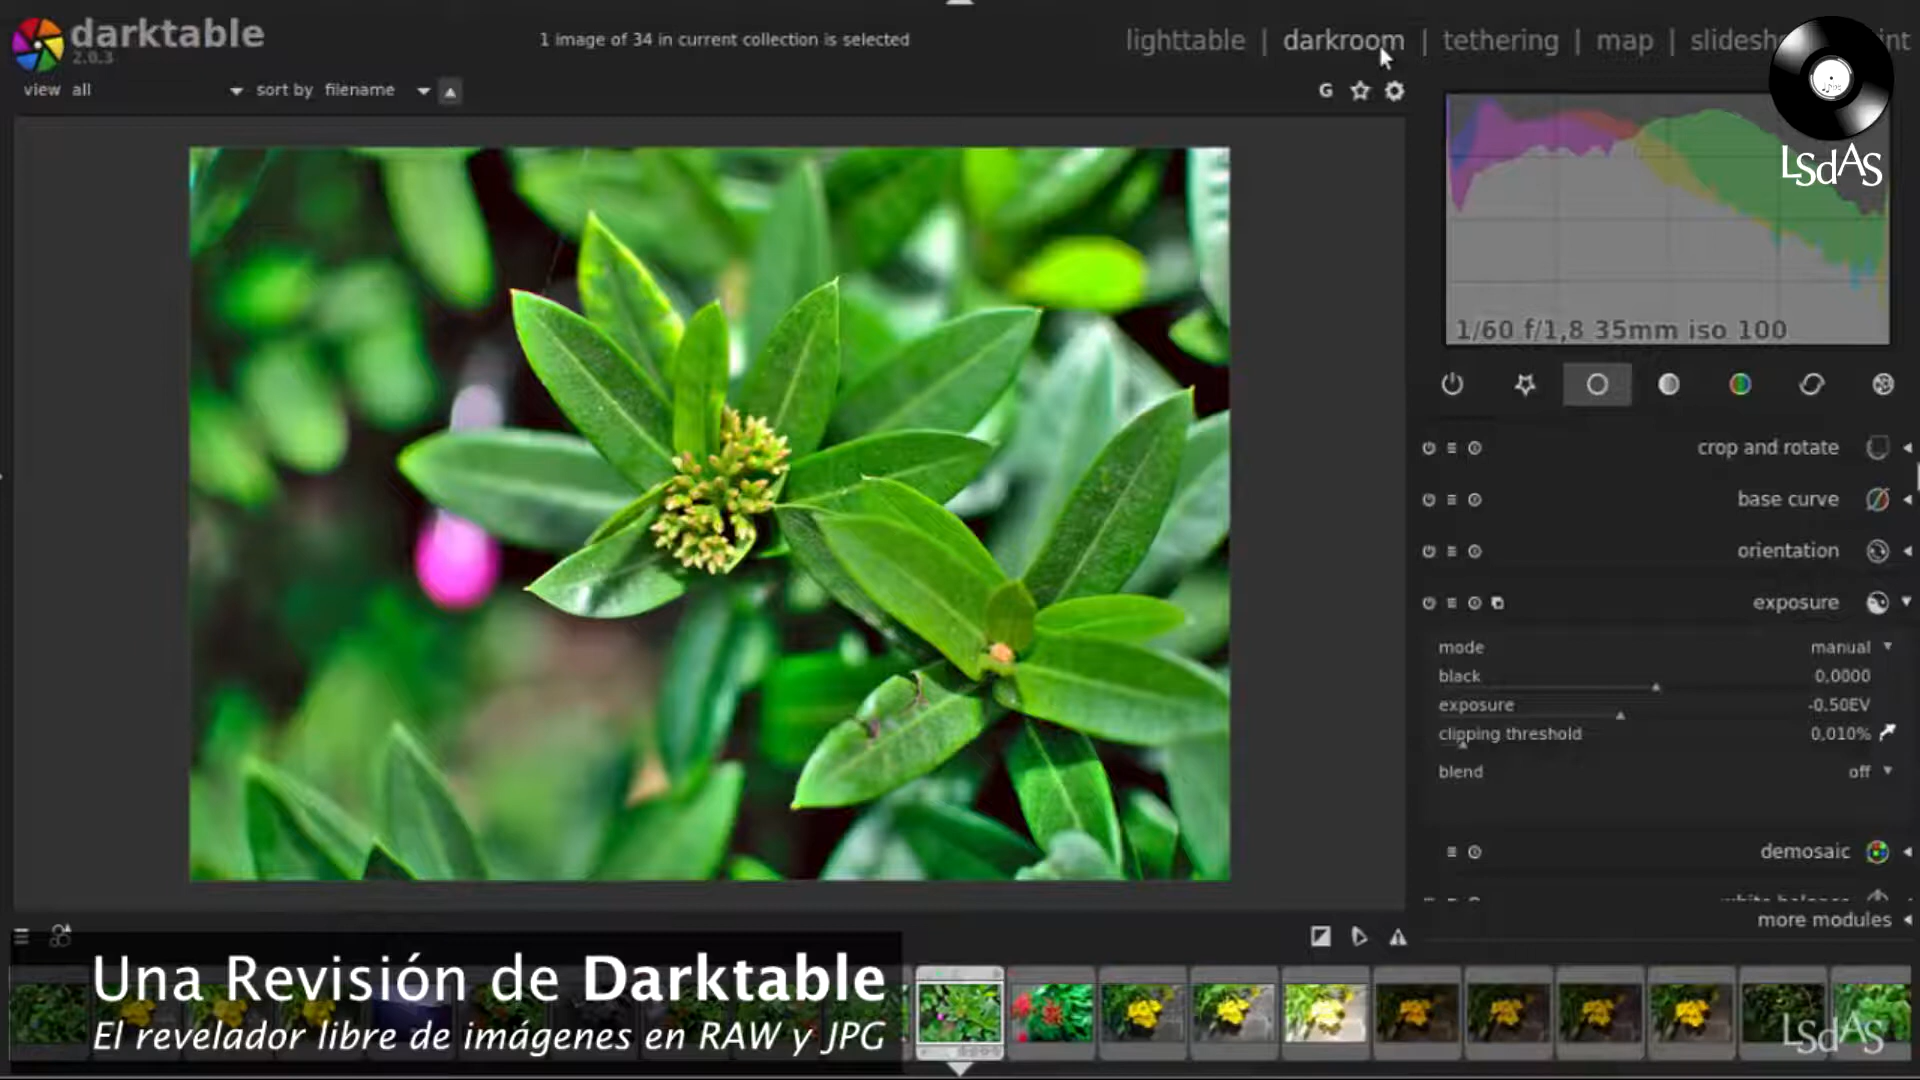 darktable
2.0.3
1 image of 34 in current collection is selected
lighttable | darkroom | tethering | map |
view all
sort by filename
G
LSdAS
1/60 f/1,8 35mm iso 100
crop and rotate
base curve
orientation
exposure
mode manual
black 0,0000
exposure -0.50EV
clipping threshold 0,010%
blend off
demosaic
more modules
Una Revisión de Darktable
El revelador libre de imágenes en RAW y JPG
LSdAS